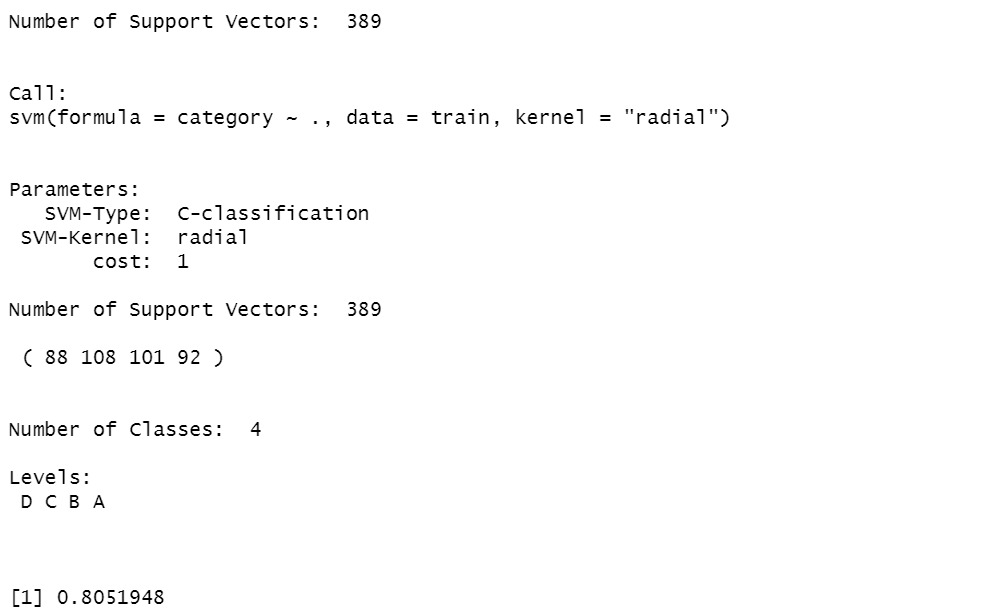 Number of Support Vectors:  389
Call:
svm(formula = category ~ ., data = train, kernel = "radial")
Parameters:
   SVM-Type:  C-classification
 SVM-Kernel:  radial
       cost:  1
Number of Support Vectors:  389
 ( 88 108 101 92 )
Number of Classes:  4
Levels:
 D C B A
[1] 0.8051948